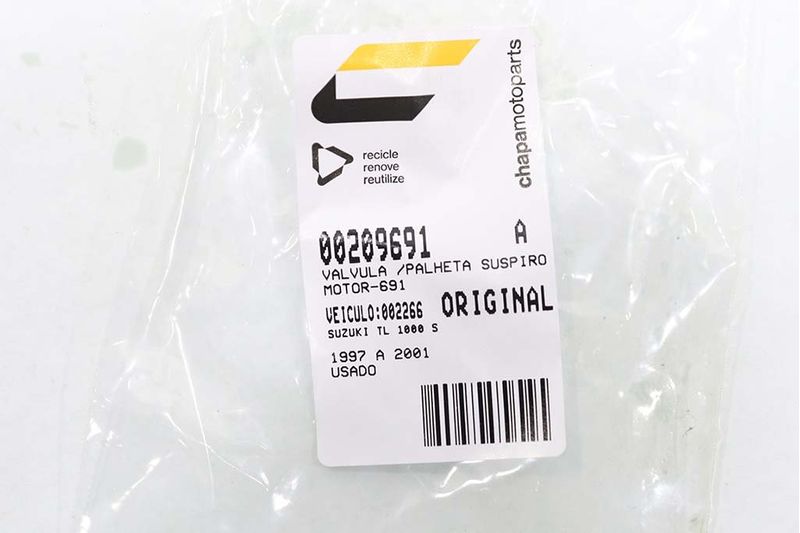 chapamotoparts
recicle
renove
reutilize
00209691 A
VALVULA /PALHETA SUSPIRO
MOTOR-691
VEICULO:002266 ORIGINAL
SUZUKI TL 1000 S
1997 A 2001
USADO